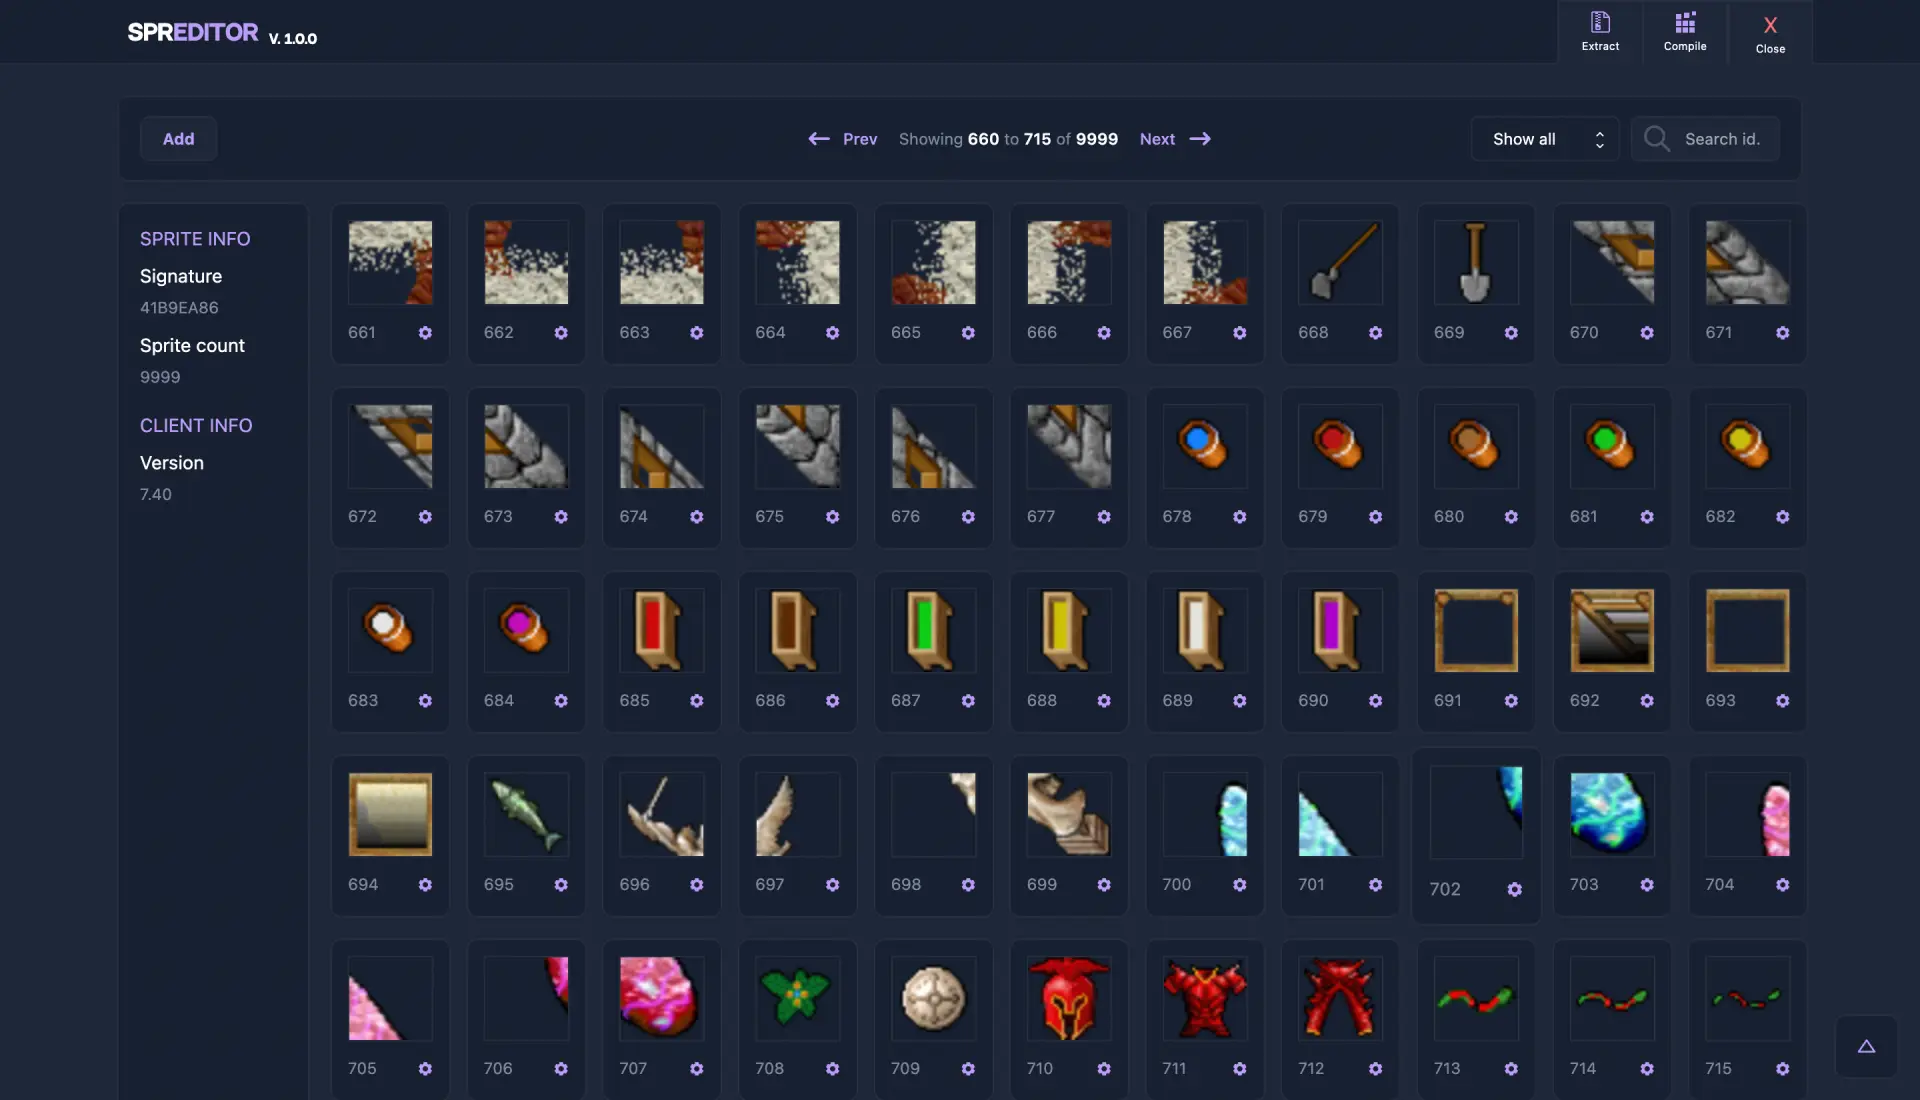 SPREDITOR V. 1.0.0
Extract
Compile
X
Close
Add
Prev Showing 660 to 715 of 9999 Next
Show all
Search id.
SPRITE INFO
Signature
41B9EA86
Sprite count
9999
CLIENT INFO
Version
7.40
661 662 663 664 665 666 667 668 669 670 671
672 673 674 675 676 677 678 679 680 681 682
683 684 685 686 687 688 689 690 691 692 693
694 695 696 697 698 699 700 701 702 703 704
705 706 707 708 709 710 711 712 713 714 715